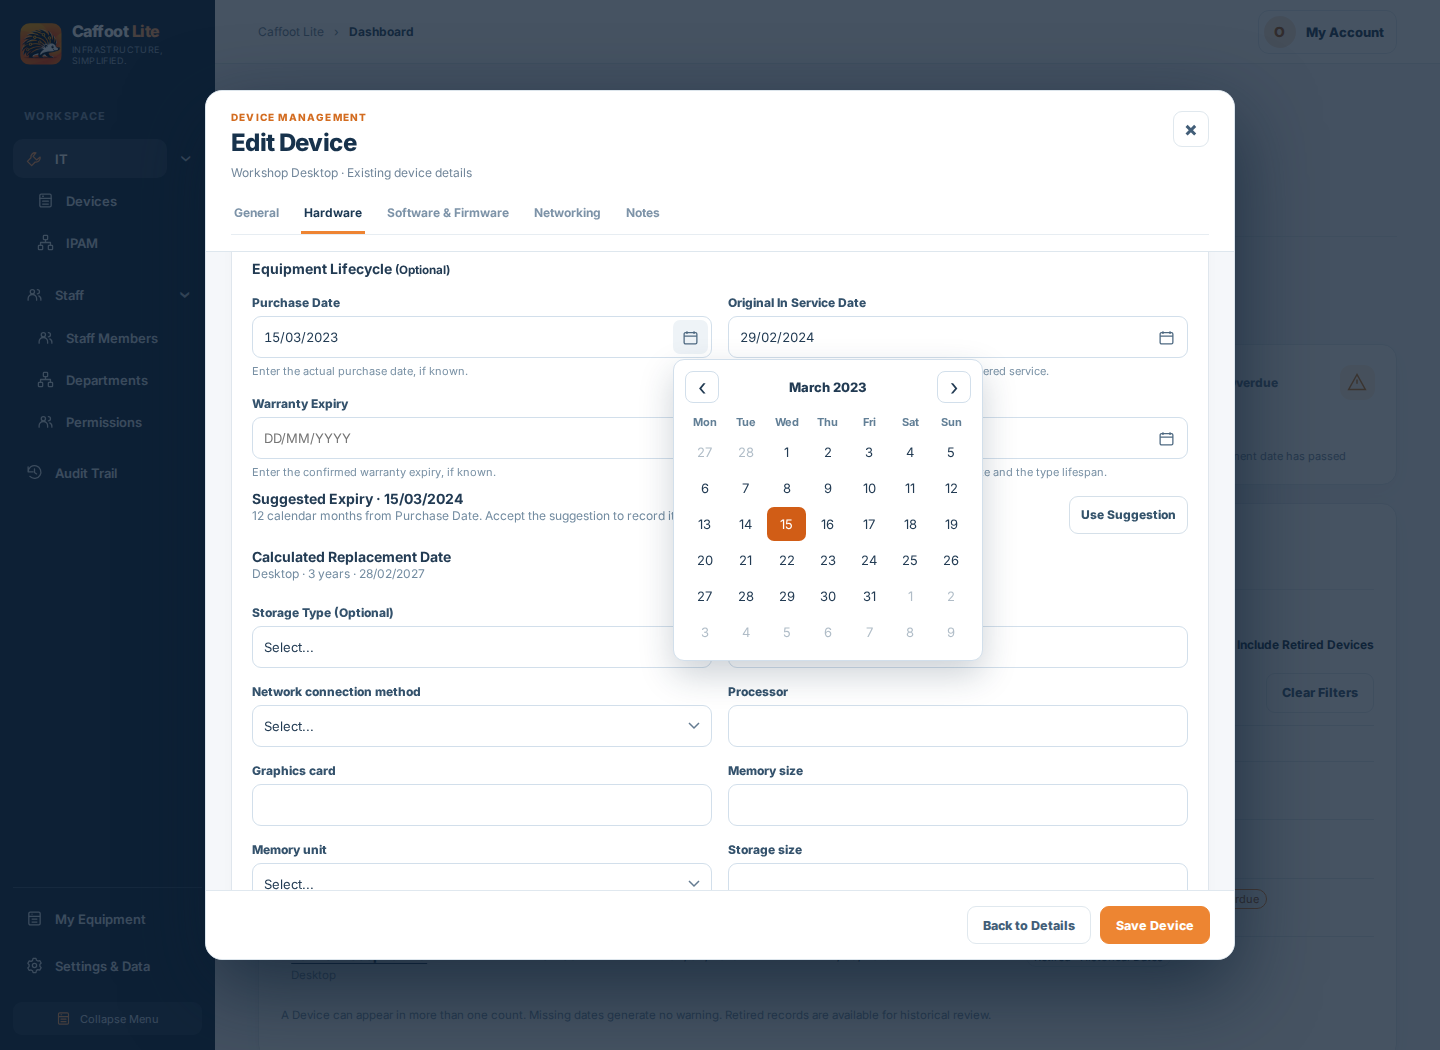 Caffoot Lite
INFRASTRUCTURE,
SIMPLIFIED.
Caffoot Lite › Dashboard
O My Account
WORKSPACE
IT
Devices
IPAM
Staff
Staff Members
Departments
Permissions
Audit Trail
My Equipment
Settings & Data
Collapse Menu
DEVICE MANAGEMENT
Edit Device
Workshop Desktop · Existing device details
General Hardware Software & Firmware Networking Notes
Equipment Lifecycle (Optional)
Purchase Date Original In Service Date
15/03/2023 29/02/2024
Enter the actual purchase date, if known. ered service.
Warranty Expiry
DD/MM/YYYY
Enter the confirmed warranty expiry, if known. e and the type lifespan.
Suggested Expiry · 15/03/2024
12 calendar months from Purchase Date. Accept the suggestion to record it
Use Suggestion
Calculated Replacement Date
Desktop · 3 years · 28/02/2027
March 2023
Mon Tue Wed Thu Fri Sat Sun
27 28 1 2 3 4 5
6 7 8 9 10 11 12
13 14 15 16 17 18 19
20 21 22 23 24 25 26
27 28 29 30 31 1 2
3 4 5 6 7 8 9
Storage Type (Optional)
Select...
Network connection method Processor
Select...
Graphics card Memory size
Memory unit Storage size
Select...
Back to Details Save Device
verdue
ment date has passed
Include Retired Devices
Clear Filters
rdue
Desktop
A Device can appear in more than one count. Missing dates generate no warning. Retired records are available for historical review.